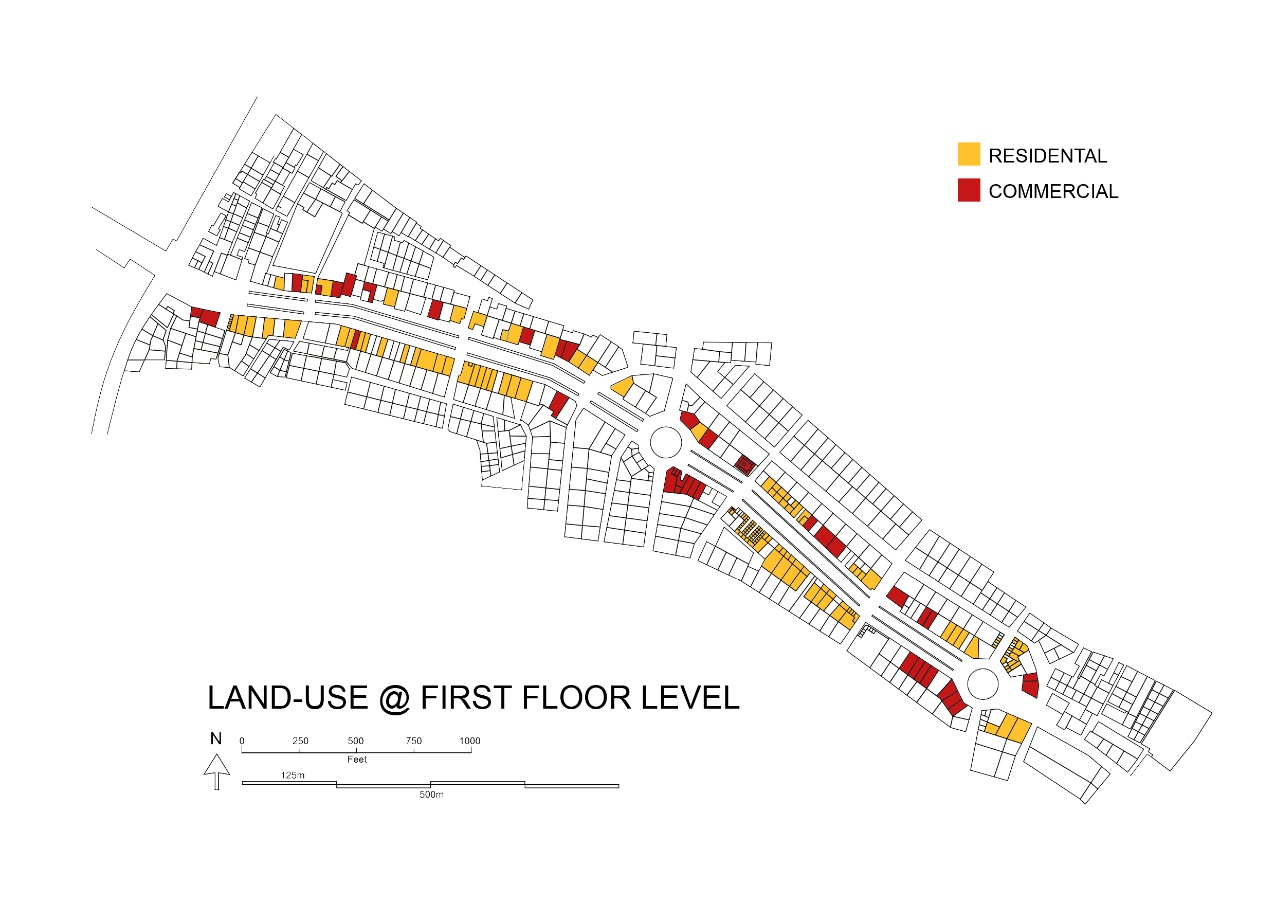 RESIDENTAL
COMMERCIAL
LAND-USE @ FIRST FLOOR LEVEL
N
0 250 500 750 1000
Feet
125m
500m